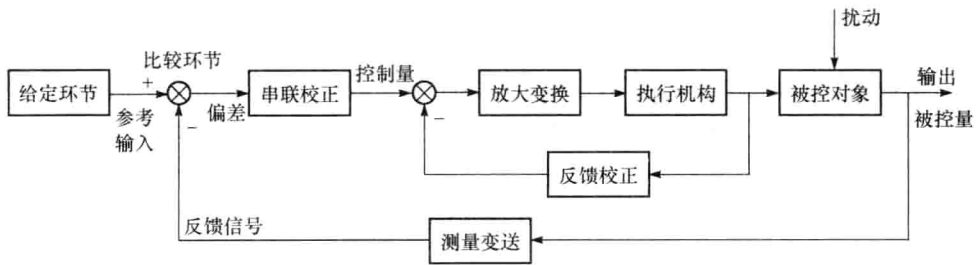 扰动
比较环节
控制量
输出
+
给定环节
串联校正
放大变换
执行机构
被控对象
参考
输入
偏差
被控量
−
−
反馈校正
反馈信号
测量变送